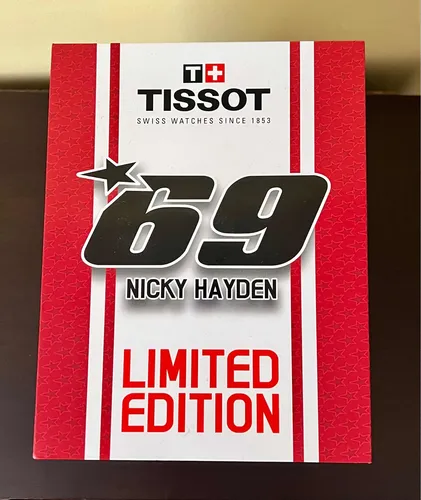 T+
TISSOT
SWISS WATCHES SINCE 1853
69
NICKY HAYDEN
LIMITED
EDITION